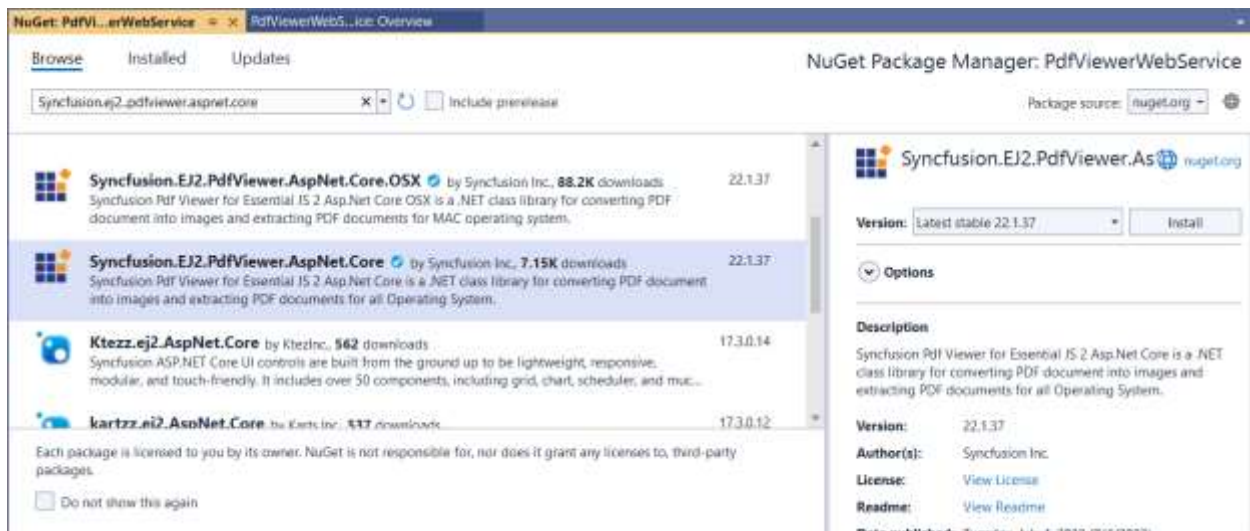 NuGet: PdfVi...erWebService
PdfViewerWebS...ice: Overview
Browse Installed Updates
NuGet Package Manager: PdfViewerWebService
Syncfusion.ej2.pdfviewer.aspnet.core
Include prerelease
Package source: nuget.org
Syncfusion.EJ2.PdfViewer.AspNet.Core.OSX by Syncfusion Inc., 88.2K downloads 22.1.37
Syncfusion Pdf Viewer for Essential JS 2 Asp.Net Core OSX is a .NET class library for converting PDF
document into images and extracting PDF documents for MAC operating system.
Syncfusion.EJ2.PdfViewer.AspNet.Core by Syncfusion Inc., 7.15K downloads 22.1.37
Syncfusion Pdf Viewer for Essential JS 2 Asp.Net Core is a .NET class library for converting PDF document
into images and extracting PDF documents for all Operating System.
Ktezz.ej2.AspNet.Core by KtezInc., 562 downloads 17.3.0.14
Syncfusion ASP.NET Core UI controls are built from the ground up to be lightweight, responsive,
modular, and touch-friendly. It includes over 50 components, including grid, chart, scheduler, and muc...
kartzz.ej2.AspNet.Core by Karts Inc., 537 downloads 17.3.0.12
Each package is licensed to you by its owner. NuGet is not responsible for, nor does it grant any licenses to, third-party
packages.
Do not show this again
Syncfusion.EJ2.PdfViewer.As nuget.org
Version: Latest stable 22.1.37 Install
Options
Description
Syncfusion Pdf Viewer for Essential JS 2 Asp.Net Core is a .NET
class library for converting PDF document into images and
extracting PDF documents for all Operating System.
Version: 22.1.37
Author(s): Syncfusion Inc.
License: View License
Readme: View Readme